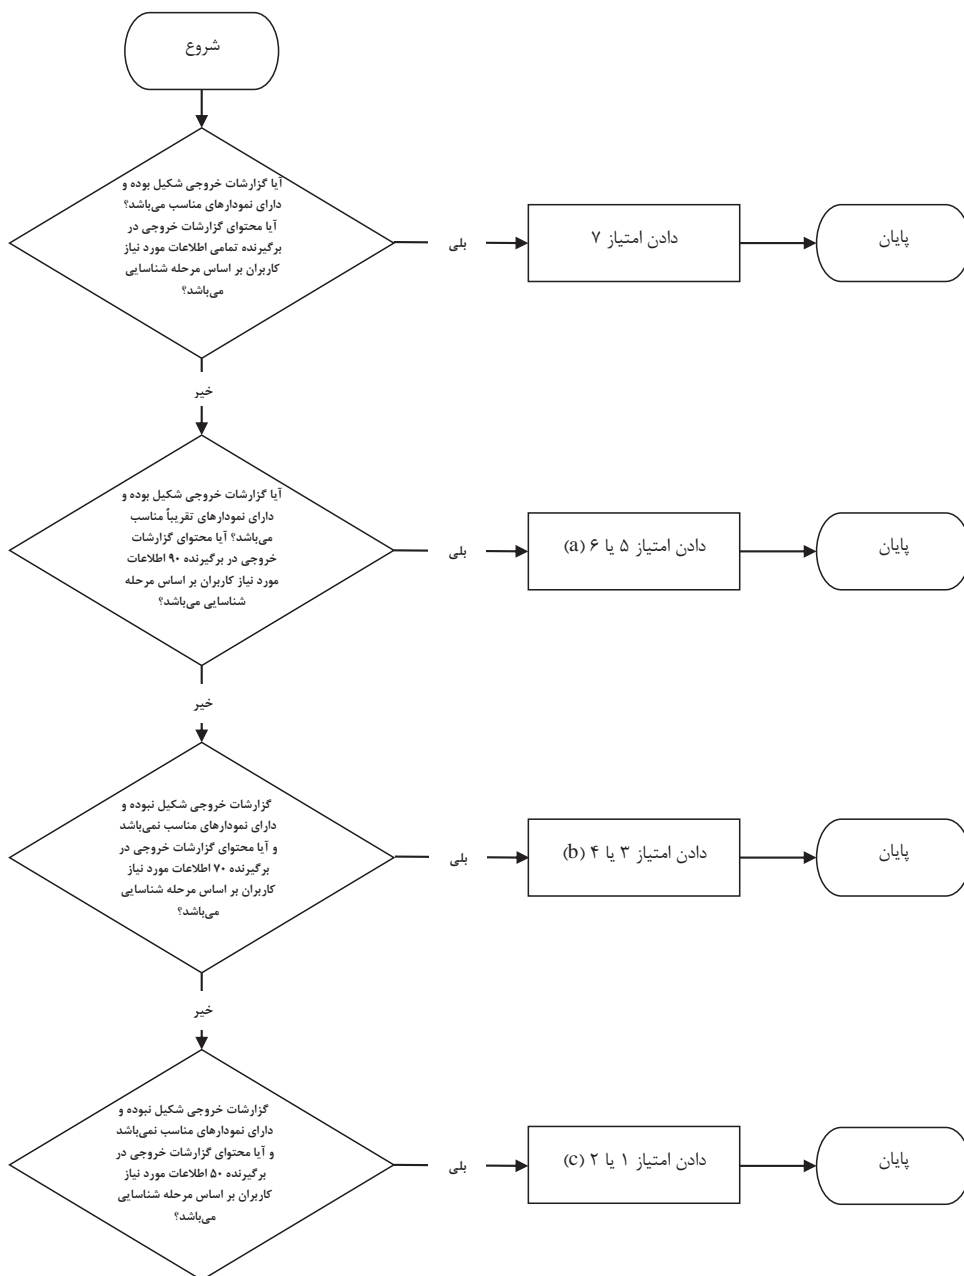 شروع
آیا گزارشات خروجی شکیل بوده و
دارای نمودارهای مناسب می‌باشد؟
آیا محتوای گزارشات خروجی در
برگیرنده تمامی اطلاعات مورد نیاز
کاربران بر اساس مرحله شناسایی
می‌باشد؟
بلی
دادن امتیاز ۷
پایان
خیر
آیا گزارشات خروجی شکیل بوده و
دارای نمودارهای تقریباً مناسب
می‌باشد؟ آیا محتوای گزارشات
خروجی در برگیرنده ۹۰ اطلاعات
مورد نیاز کاربران بر اساس مرحله
شناسایی می‌باشد؟
بلی
دادن امتیاز ۵ یا ۶ (a)
پایان
خیر
گزارشات خروجی شکیل نبوده و
دارای نمودارهای مناسب نمی‌باشد
و آیا محتوای گزارشات خروجی در
برگیرنده ۷۰ اطلاعات مورد نیاز
کاربران بر اساس مرحله شناسایی
می‌باشد؟
بلی
دادن امتیاز ۳ یا ۴ (b)
پایان
خیر
گزارشات خروجی شکیل نبوده و
دارای نمودارهای مناسب نمی‌باشد
و آیا محتوای گزارشات خروجی در
برگیرنده ۵۰ اطلاعات مورد نیاز
کاربران بر اساس مرحله شناسایی
می‌باشد؟
بلی
دادن امتیاز ۱ یا ۲ (c)
پایان